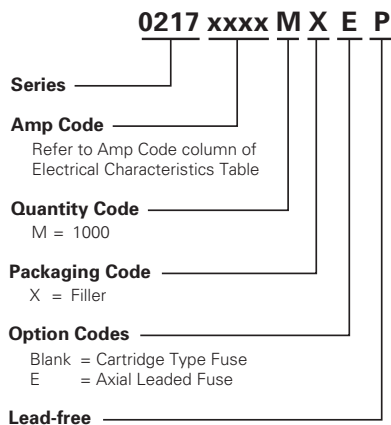 0217 xxxx M X E P
Series
Amp Code
Refer to Amp Code column of
Electrical Characteristics Table
Quantity Code
M = 1000
Packaging Code
X = Filler
Option Codes
Blank = Cartridge Type Fuse
E = Axial Leaded Fuse
Lead-free